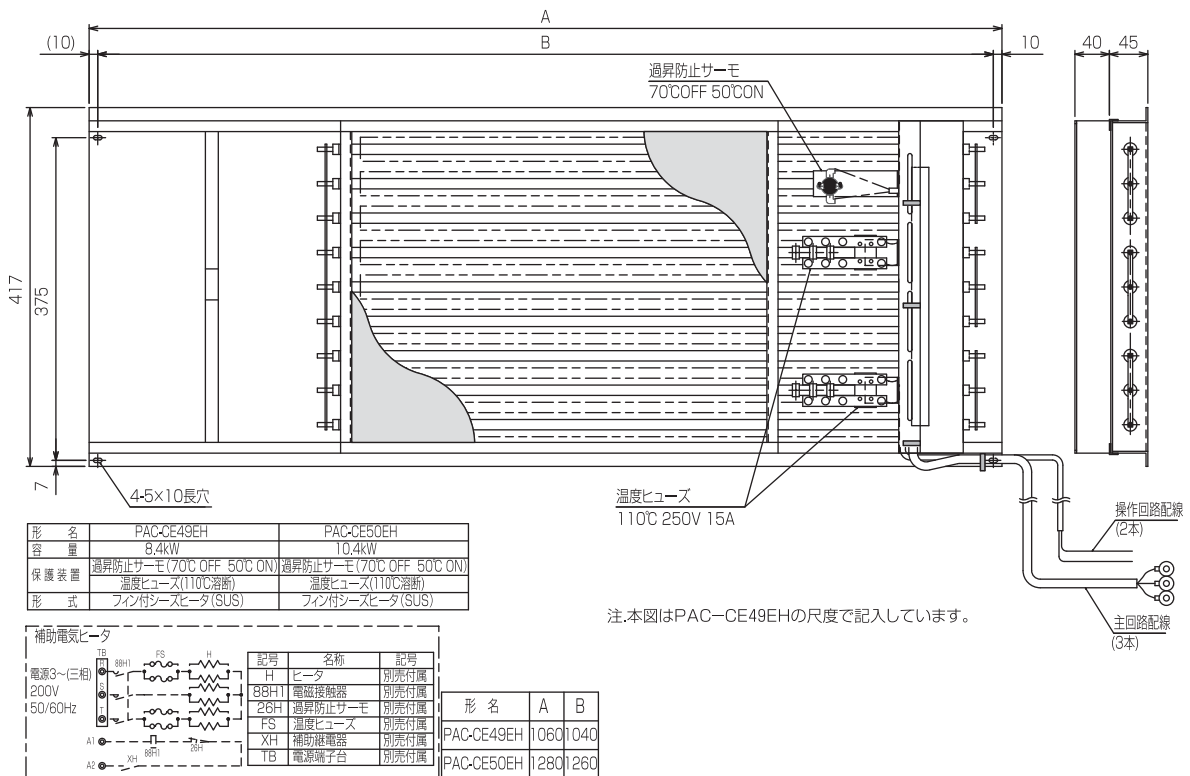 A
(10)
B
10
40
45
過昇防止サーモ
70℃OFF 50℃ON
417
375
7
4-5×10長穴
温度ヒューズ
110℃ 250V 15A
操作回路配線
(2本)
主回路配線
(3本)
注.本図はPAC-CE49EHの尺度で記入しています。
形 名 PAC-CE49EH PAC-CE50EH
容 量 8.4kW 10.4kW
保護装置 過昇防止サーモ(70℃ OFF 50℃ ON) 過昇防止サーモ(70℃ OFF 50℃ ON)
温度ヒューズ(110℃溶断) 温度ヒューズ(110℃溶断)
形 式 フィン付シーズヒータ(SUS) フィン付シーズヒータ(SUS)
補助電気ヒータ
TB
88H1
FS
H
電源3~(三相)
200V
50/60Hz
R
S
T
A1
88H1
26H
A2
XH
記号 名称 記号
H ヒータ 別売付属
88H1 電磁接触器 別売付属
26H 過昇防止サーモ 別売付属
FS 温度ヒューズ 別売付属
XH 補助継電器 別売付属
TB 電源端子台 別売付属
形 名 A B
PAC-CE49EH 1060 1040
PAC-CE50EH 1280 1260